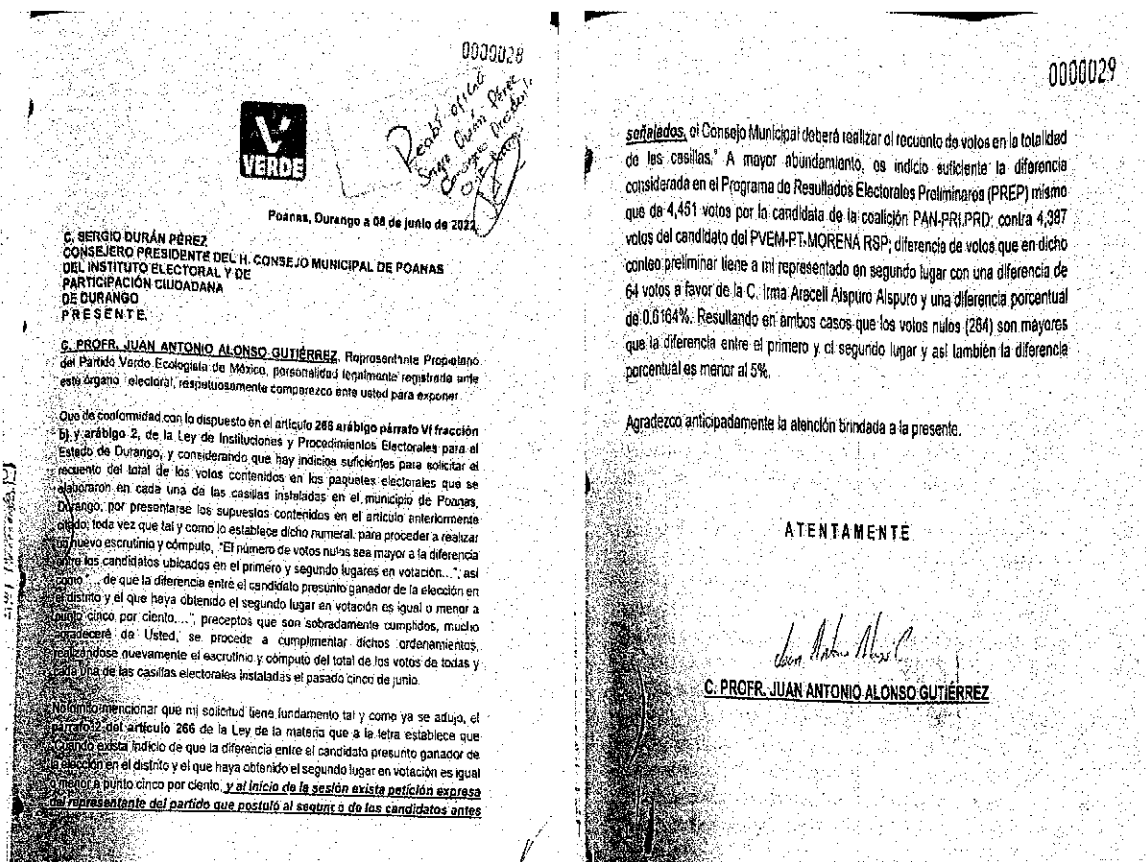 0000028
VERDE
Recibí oficio
Sergio Durán Pérez
Consejero Presidente
Poanas, Durango a 08 de junio de 2022
C. SERGIO DURÁN PÉREZ
CONSEJERO PRESIDENTE DEL H. CONSEJO MUNICIPAL DE POANAS
DEL INSTITUTO ELECTORAL Y DE
PARTICIPACIÓN CIUDADANA
DE DURANGO
P R E S E N T E.
C. PROFR. JUAN ANTONIO ALONSO GUTIÉRREZ, Representante Propietario
del Partido Verde Ecologista de México, personalidad legalmente registrada ante
este órgano electoral, respetuosamente comparezco ante usted para exponer
Que de conformidad con lo dispuesto en el artículo 266 arábigo párrafo VI fracción
b) y arábigo 2, de la Ley de Instituciones y Procedimientos Electorales para el
Estado de Durango, y considerando que hay indicios suficientes para solicitar el
recuento del total de los votos contenidos en los paquetes electorales que se
elaboraron en cada una de las casillas instaladas en el municipio de Poanas,
Durango, por presentarse los supuestos contenidos en el artículo anteriormente
citado; toda vez que tal y como lo establece dicho numeral, para proceder a realizar
un nuevo escrutinio y cómputo, "El número de votos nulos sea mayor a la diferencia
entre los candidatos ubicados en el primero y segundo lugares en votación..."; así
como "... de que la diferencia entre el candidato presunto ganador de la elección en
el distrito y el que haya obtenido el segundo lugar en votación es igual o menor a
punto cinco por ciento....", preceptos que son sobradamente cumplidos, mucho
agradeceré de Usted, se procede a cumplimentar dichos ordenamientos,
realizándose nuevamente el escrutinio y cómputo del total de los votos de todas y
cada una de las casillas electorales instaladas el pasado cinco de junio.
No omito mencionar que mi solicitud tiene fundamento tal y como ya se adujo, el
párrafo 2 del artículo 266 de la Ley de la materia que a la letra establece que
"Cuando exista indicio de que la diferencia entre el candidato presunto ganador de
la elección en el distrito y el que haya obtenido el segundo lugar en votación es igual
o menor a punto cinco por ciento, y al inicio de la sesión exista petición expresa
del representante del partido que postuló al segundo de los candidatos antes
0000029
señalados, el Consejo Municipal deberá realizar el recuento de votos en la totalidad
de las casillas." A mayor abundamiento, es indicio suficiente la diferencia
considerada en el Programa de Resultados Electorales Preliminares (PREP) mismo
que da 4,451 votos por la candidata de la coalición PAN-PRI.PRD; contra 4,387
votos del candidato del PVEM-PT-MORENA RSP; diferencia de votos que en dicho
conteo preliminar tiene a mi representado en segundo lugar con una diferencia de
64 votos a favor de la C. Irma Araceli Aispuro Aispuro y una diferencia porcentual
de 0.6164%. Resultando en ambos casos que los votos nulos (284) son mayores
que la diferencia entre el primero y el segundo lugar y así también la diferencia
porcentual es menor al 5%.
Agradezco anticipadamente la atención brindada a la presente.
A T E N T A M E N T E
C. PROFR. JUAN ANTONIO ALONSO GUTIÉRREZ